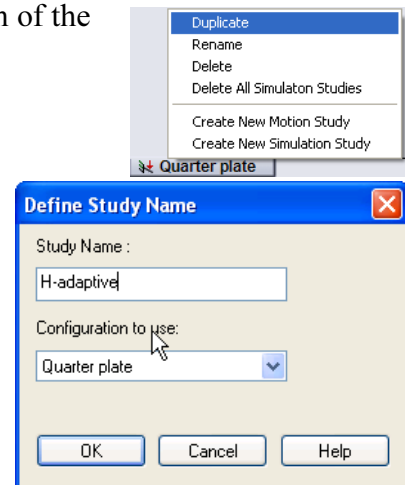 n of the
Duplicate
Rename
Delete
Delete All Simulaton Studies
Create New Motion Study
Create New Simulation Study
Quarter plate
Define Study Name
Study Name :
H-adaptive
Configuration to use:
Quarter plate
OK Cancel Help